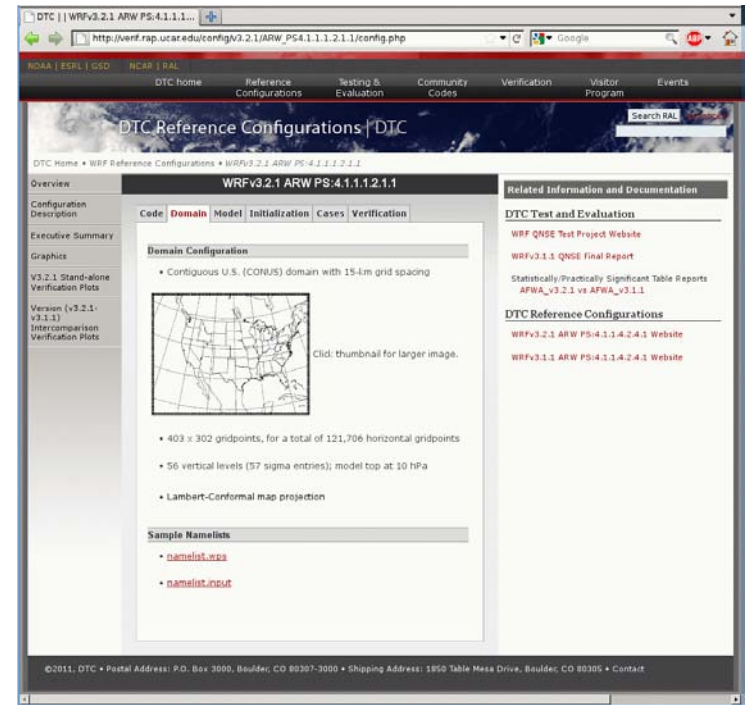 DTC | | WRFv3.2.1 ARW PS:4.1.1.1...
http://verif.rap.ucar.edu/config/v3.2.1/ARW_PS4.1.1.1.2.1.1/config.php
Google
ABP
NOAA | ESRL | GSD NCAR | RAL
DTC home Reference Configurations Testing & Evaluation Community Codes Verification Visitor Program Events
Search RAL
DTC Reference Configurations | DTC
DTC Home • WRF Reference Configurations • WRFv3.2.1 ARW PS:4.1.1.1.2.1.1
Overview
Configuration
Description
Executive Summary
Graphics
V3.2.1 Stand-alone
Verification Plots
Version (v3.2.1-
v3.1.1)
Intercomparison
Verification Plots
WRFv3.2.1 ARW PS:4.1.1.1.2.1.1
Code Domain Model Initialization Cases Verification
Domain Configuration
• Contiguous U.S. (CONUS) domain with 15-km grid spacing
Click thumbnail for larger image.
• 403 x 302 gridpoints, for a total of 121,706 horizontal gridpoints
• 56 vertical levels (57 sigma entries); model top at 10 hPa
• Lambert-Conformal map projection
Sample Namelists
• namelist.wps
• namelist.input
Related Information and Documentation
DTC Test and Evaluation
WRF QNSE Test Project Website
WRFv3.1.1 QNSE Final Report
Statistically/Practically Significant Table Reports
AFWA_v3.2.1 vs AFWA_v3.1.1
DTC Reference Configurations
WRFv3.2.1 ARW PS:4.1.1.4.2.4.1 Website
WRFv3.1.1 ARW PS:4.1.1.4.2.4.1 Website
©2011, DTC • Postal Address: P.O. Box 3000, Boulder, CO 80307-3000 • Shipping Address: 1850 Table Mesa Drive, Boulder, CO 80305 • Contact